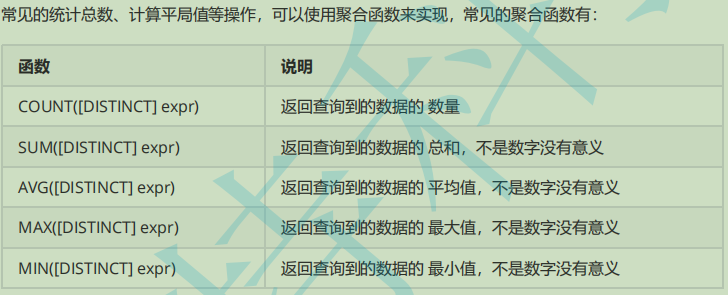 常见的统计总数、计算平局值等操作，可以使用聚合函数来实现，常见的聚合函数有：
函数 说明
COUNT([DISTINCT] expr) 返回查询到的数据的 数量
SUM([DISTINCT] expr) 返回查询到的数据的 总和，不是数字没有意义
AVG([DISTINCT] expr) 返回查询到的数据的 平均值，不是数字没有意义
MAX([DISTINCT] expr) 返回查询到的数据的 最大值，不是数字没有意义
MIN([DISTINCT] expr) 返回查询到的数据的 最小值，不是数字没有意义